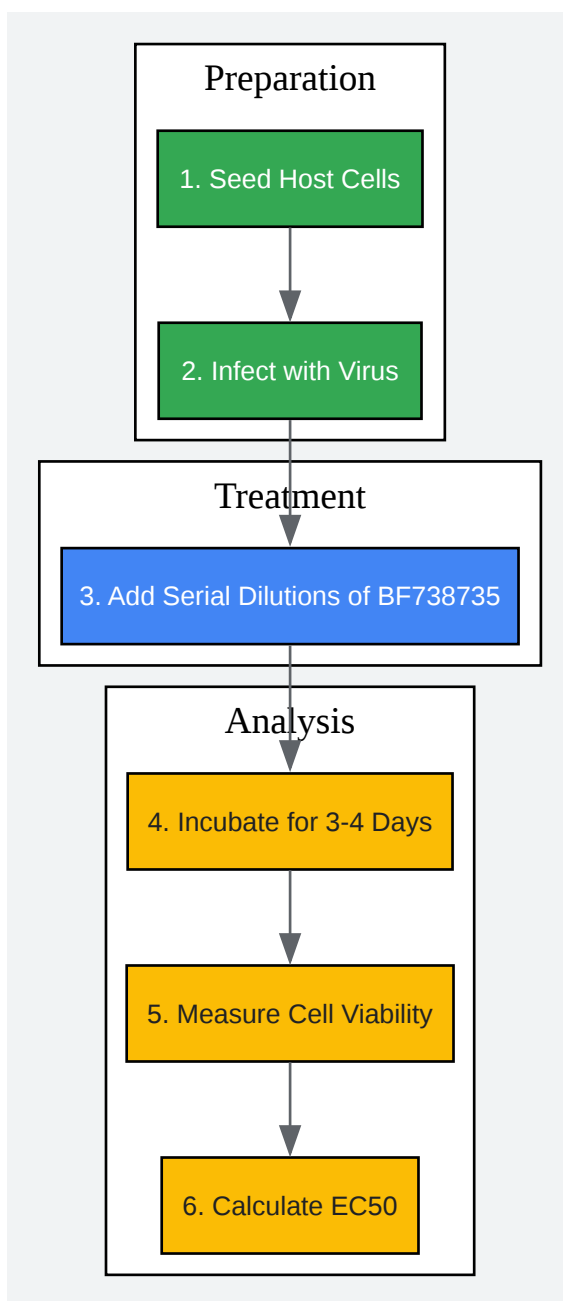 Preparation
1. Seed Host Cells
2. Infect with Virus
Treatment
3. Add Serial Dilutions of BF738735
Analysis
4. Incubate for 3-4 Days
5. Measure Cell Viability
6. Calculate EC50